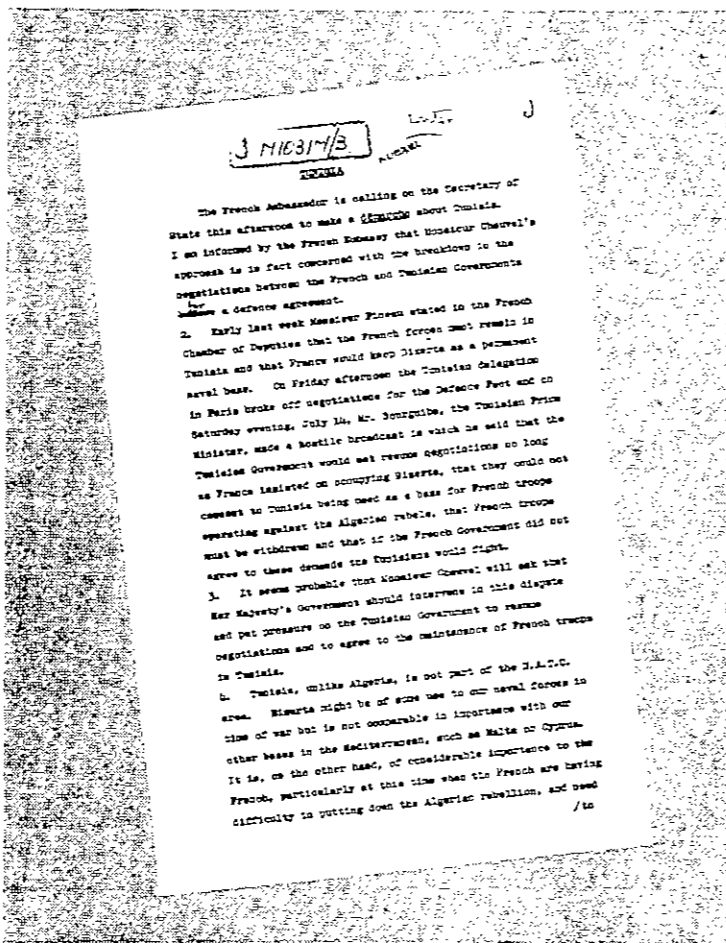 J N10317/3 J
The French Ambassador is calling on the Secretary of
State this afternoon to make a démarche about Tunisia.
I am informed by the French Embassy that Monsieur Chauvel's
approach is in fact concerned with the breakdown in the
negotiations between the French and Tunisian Governments
for a defence agreement.
2. Early last week Monsieur Pineau stated in the French
Chamber of Deputies that the French forces must remain in
Tunisia and that France would keep Bizerta as a permanent
naval base. On Friday afternoon the Tunisian delegation
in Paris broke off negotiations for the Defence Pact and on
Saturday evening, July 14, Mr. Bourguiba, the Tunisian Prime
Minister, made a hostile broadcast in which he said that the
Tunisian Government would not resume negotiations so long
as France insisted on occupying Bizerta, that they could not
consent to Tunisia being used as a base for French troops
operating against the Algerian rebels, that French troops
must be withdrawn and that if the French Government did not
agree to these demands the Tunisians would fight.
3. It seems probable that Monsieur Chauvel will ask that
Her Majesty's Government should intervene in this dispute
and put pressure on the Tunisian Government to resume
negotiations and to agree to the maintenance of French troops
in Tunisia.
4. Tunisia, unlike Algeria, is not part of the N.A.T.O.
area. Bizerta might be of some use to our naval forces in
time of war but is not comparable in importance with our
other bases in the Mediterranean, such as Malta or Cyprus.
It is, on the other hand, of considerable importance to the
French, particularly at this time when the French are having
difficulty in putting down the Algerian rebellion, and need
/to